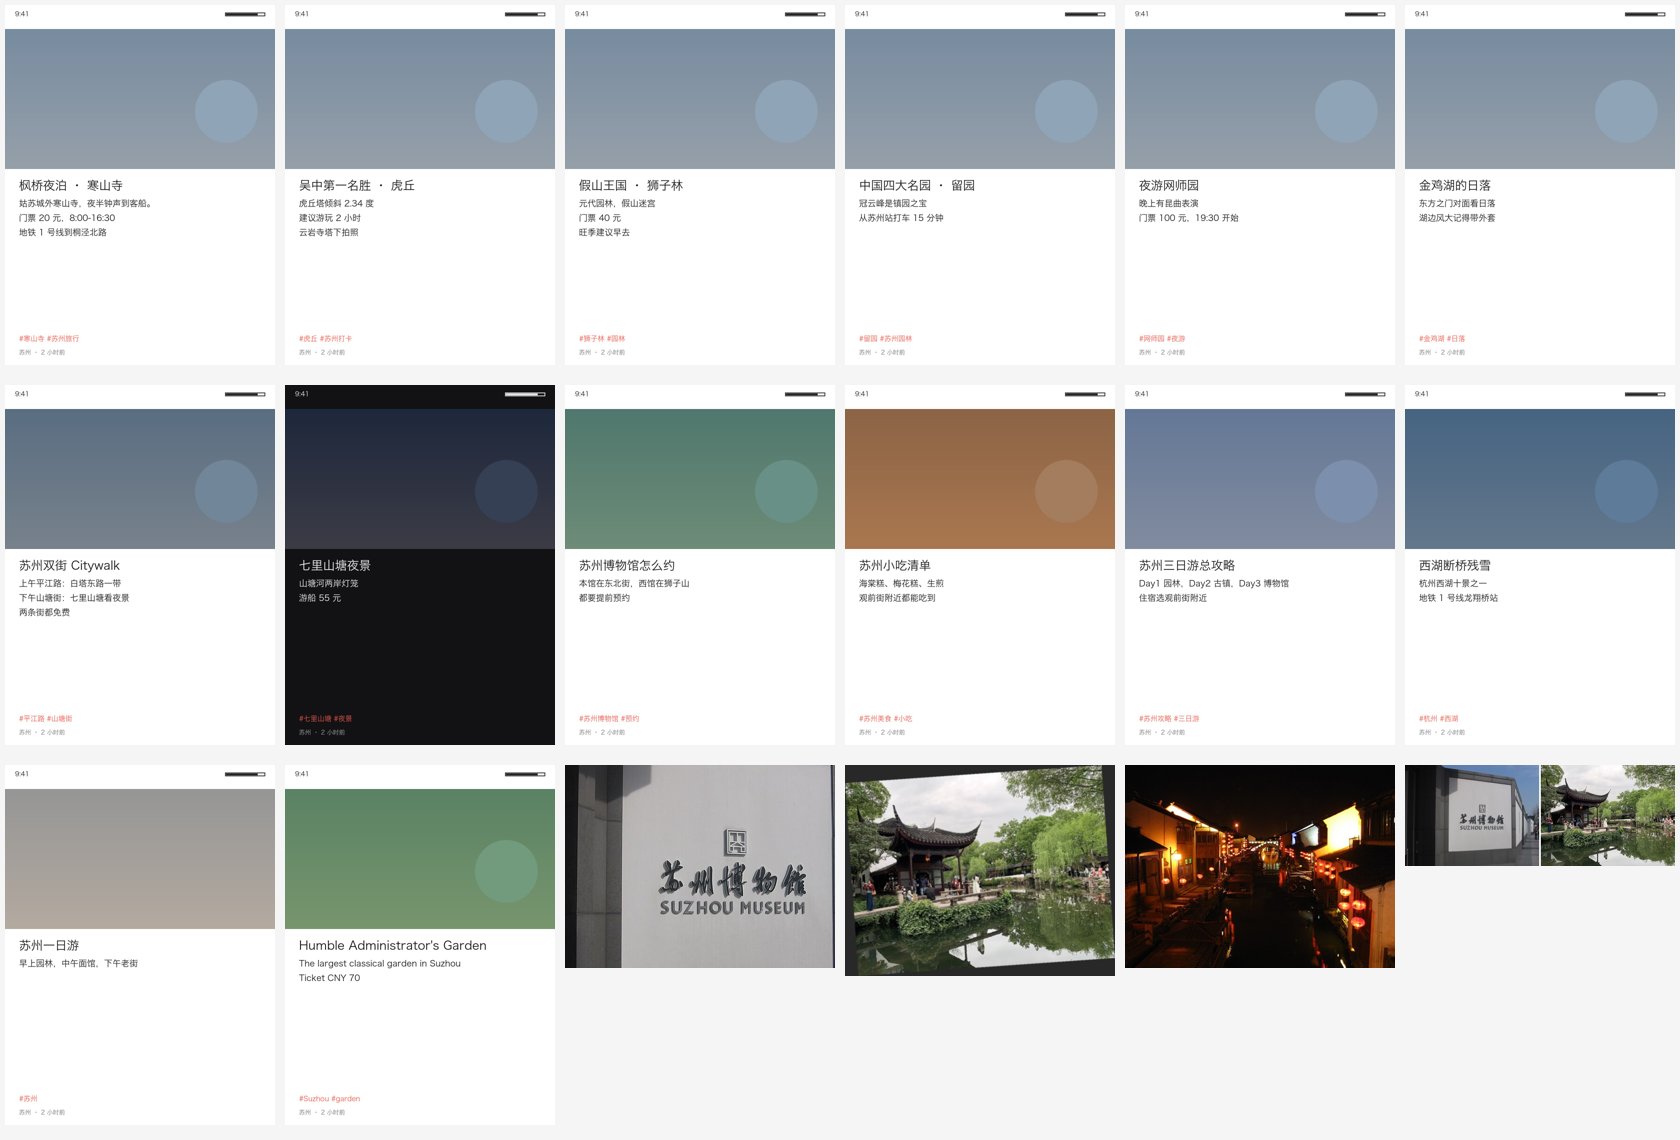 9:41
枫桥夜泊 · 寒山寺
姑苏城外寒山寺，夜半钟声到客船。
门票 20 元，8:00-16:30
地铁 1 号线到桐泾北路
#寒山寺 #苏州旅行
苏州 · 2 小时前
9:41
吴中第一名胜 · 虎丘
虎丘塔倾斜 2.34 度
建议游玩 2 小时
云岩寺塔下拍照
#虎丘 #苏州打卡
苏州 · 2 小时前
9:41
假山王国 · 狮子林
元代园林，假山迷宫
门票 40 元
旺季建议早去
#狮子林 #园林
苏州 · 2 小时前
9:41
中国四大名园 · 留园
冠云峰是镇园之宝
从苏州站打车 15 分钟
#留园 #苏州园林
苏州 · 2 小时前
9:41
夜游网师园
晚上有昆曲表演
门票 100 元，19:30 开始
#网师园 #夜游
苏州 · 2 小时前
9:41
金鸡湖的日落
东方之门对面看日落
湖边风大记得带外套
#金鸡湖 #日落
苏州 · 2 小时前
9:41
苏州双街 Citywalk
上午平江路：白塔东路一带
下午山塘街：七里山塘看夜景
两条街都免费
#平江路 #山塘街
苏州 · 2 小时前
9:41
七里山塘夜景
山塘河两岸灯笼
游船 55 元
#七里山塘 #夜景
苏州 · 2 小时前
9:41
苏州博物馆怎么约
本馆在东北街，西馆在狮子山
都要提前预约
#苏州博物馆 #预约
苏州 · 2 小时前
9:41
苏州小吃清单
海棠糕、梅花糕、生煎
观前街附近都能吃到
#苏州美食 #小吃
苏州 · 2 小时前
9:41
苏州三日游总攻略
Day1 园林，Day2 古镇，Day3 博物馆
住宿选观前街附近
#苏州攻略 #三日游
苏州 · 2 小时前
9:41
西湖断桥残雪
杭州西湖十景之一
地铁 1 号线龙翔桥站
#杭州 #西湖
苏州 · 2 小时前
9:41
苏州一日游
早上园林，中午面馆，下午老街
#苏州
苏州 · 2 小时前
9:41
Humble Administrator's Garden
The largest classical garden in Suzhou
Ticket CNY 70
#Suzhou #garden
苏州 · 2 小时前
苏州博物馆
SUZHOU MUSEUM
苏州博物馆
SUZHOU MUSEUM